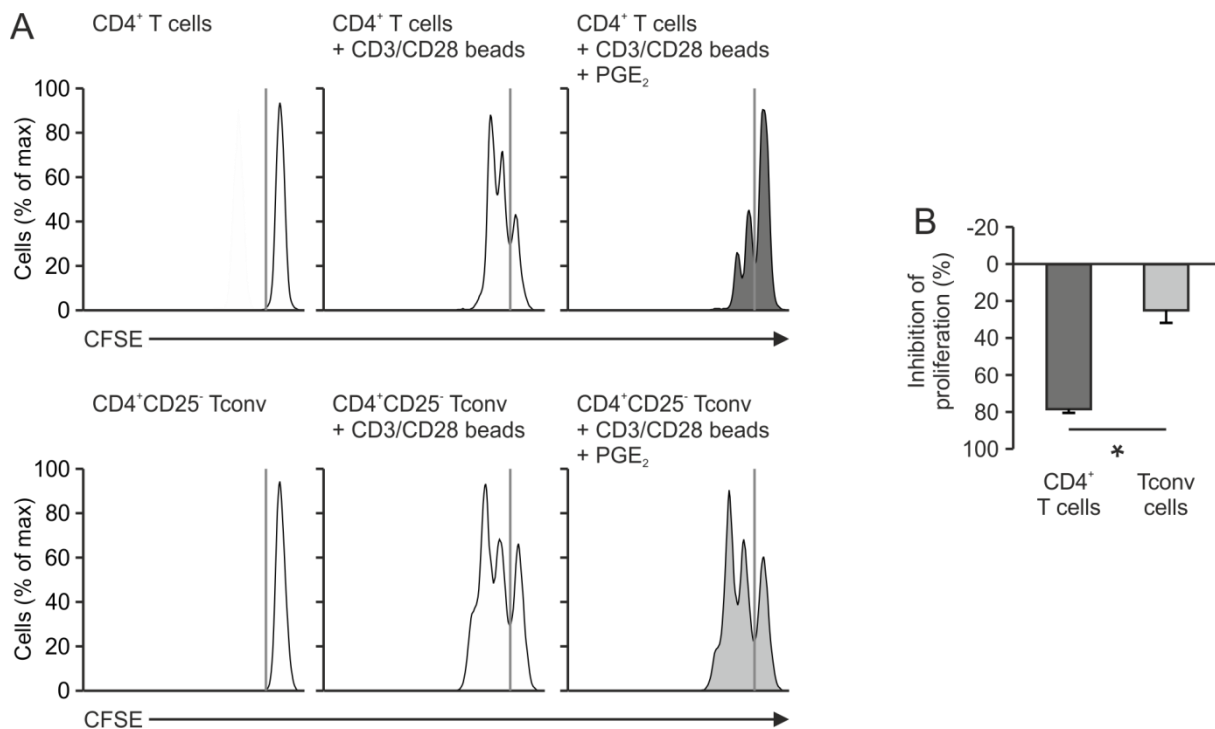 A
CD4⁺ T cells
CD4⁺ T cells
+ CD3/CD28 beads
CD4⁺ T cells
+ CD3/CD28 beads
+ PGE₂
Cells (% of max)
100
80
60
40
20
0
CFSE
CD4⁺CD25⁻ Tconv
CD4⁺CD25⁻ Tconv
+ CD3/CD28 beads
CD4⁺CD25⁻ Tconv
+ CD3/CD28 beads
+ PGE₂
Cells (% of max)
100
80
60
40
20
0
CFSE
B
Inhibition of
proliferation (%)
-20
0
20
40
60
80
100
*
CD4⁺
T cells
Tconv
cells